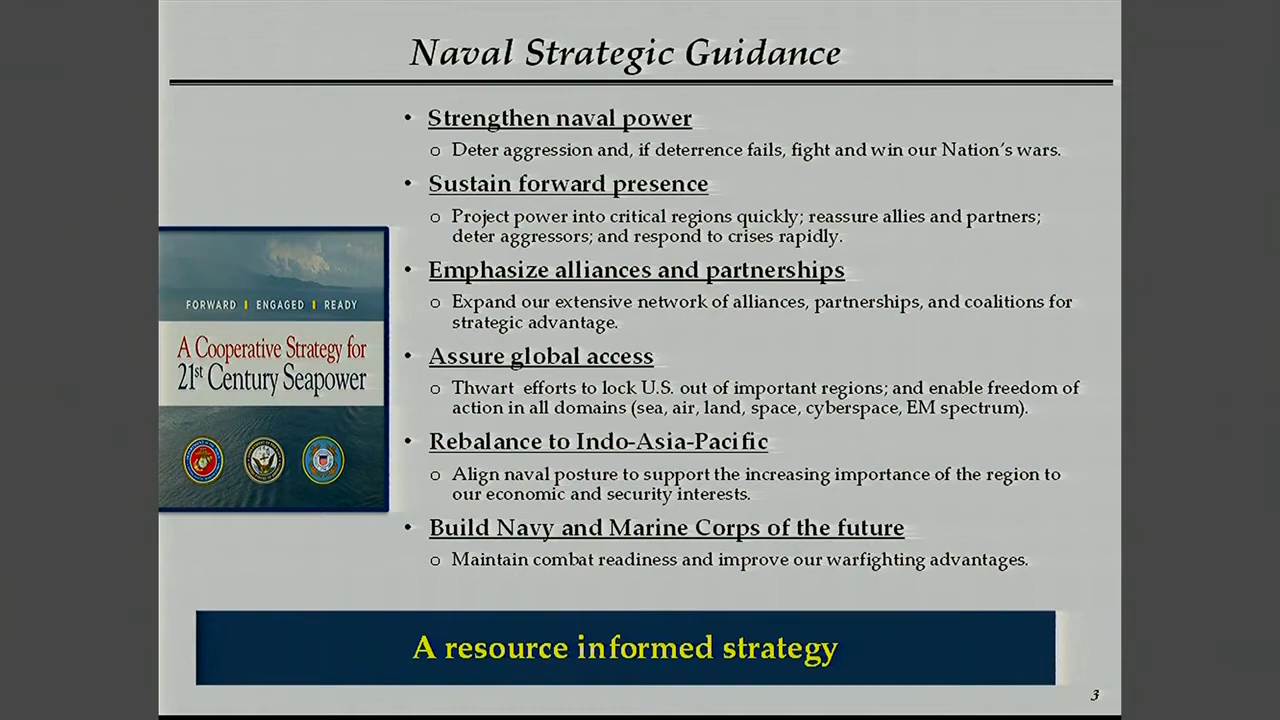 Naval Strategic Guidance
• Strengthen naval power
o Deter aggression and, if deterrence fails, fight and win our Nation's wars.
• Sustain forward presence
o Project power into critical regions quickly; reassure allies and partners;
deter aggressors; and respond to crises rapidly.
• Emphasize alliances and partnerships
o Expand our extensive network of alliances, partnerships, and coalitions for
strategic advantage.
• Assure global access
o Thwart efforts to lock U.S. out of important regions; and enable freedom of
action in all domains (sea, air, land, space, cyberspace, EM spectrum).
• Rebalance to Indo-Asia-Pacific
o Align naval posture to support the increasing importance of the region to
our economic and security interests.
• Build Navy and Marine Corps of the future
o Maintain combat readiness and improve our warfighting advantages.
FORWARD | ENGAGED | READY
A Cooperative Strategy for
21st Century Seapower
A resource informed strategy
3